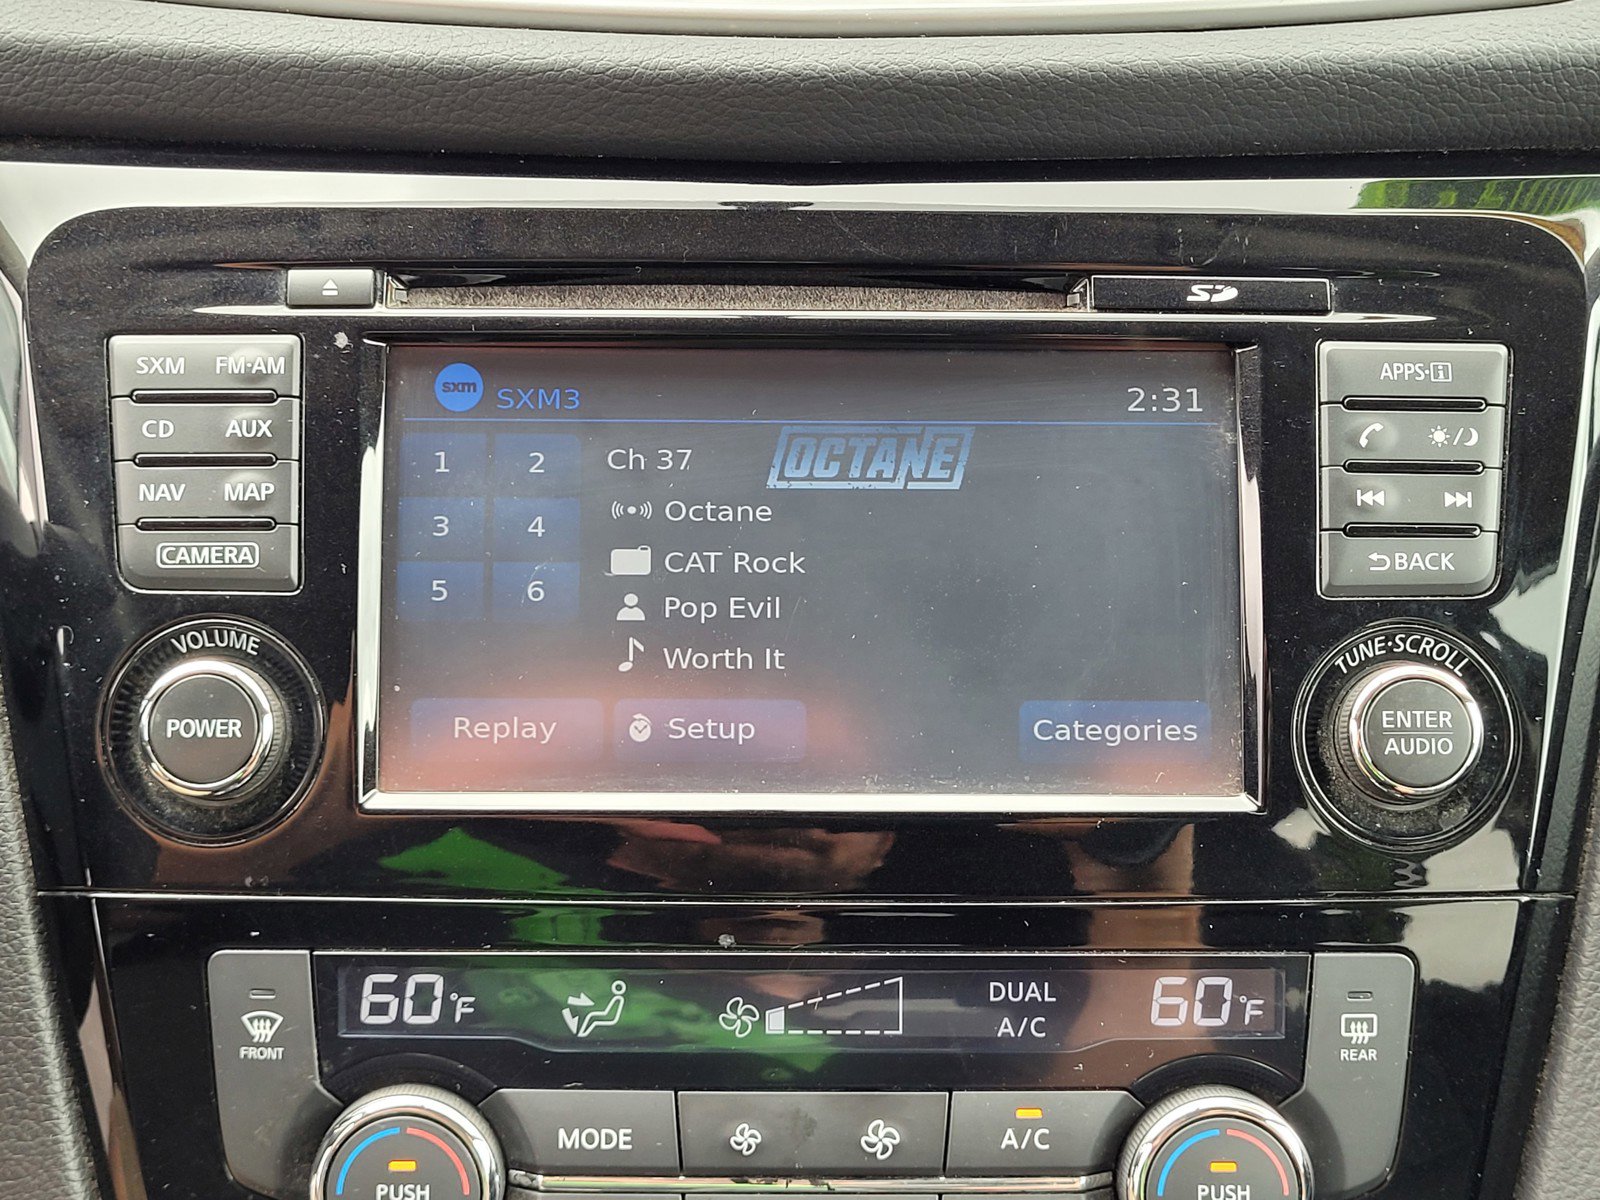 SD
SXM FM·AM
CD AUX
NAV MAP
CAMERA
VOLUME
POWER
sxm SXM3
2:31
1 2
3 4
5 6
Ch 37
OCTANE
Octane
CAT Rock
Pop Evil
Worth It
Replay
Setup
Categories
APPS·i
BACK
TUNE·SCROLL
ENTER
AUDIO
FRONT
60°F
DUAL
A/C
60°F
REAR
MODE
A/C
PUSH
PUSH